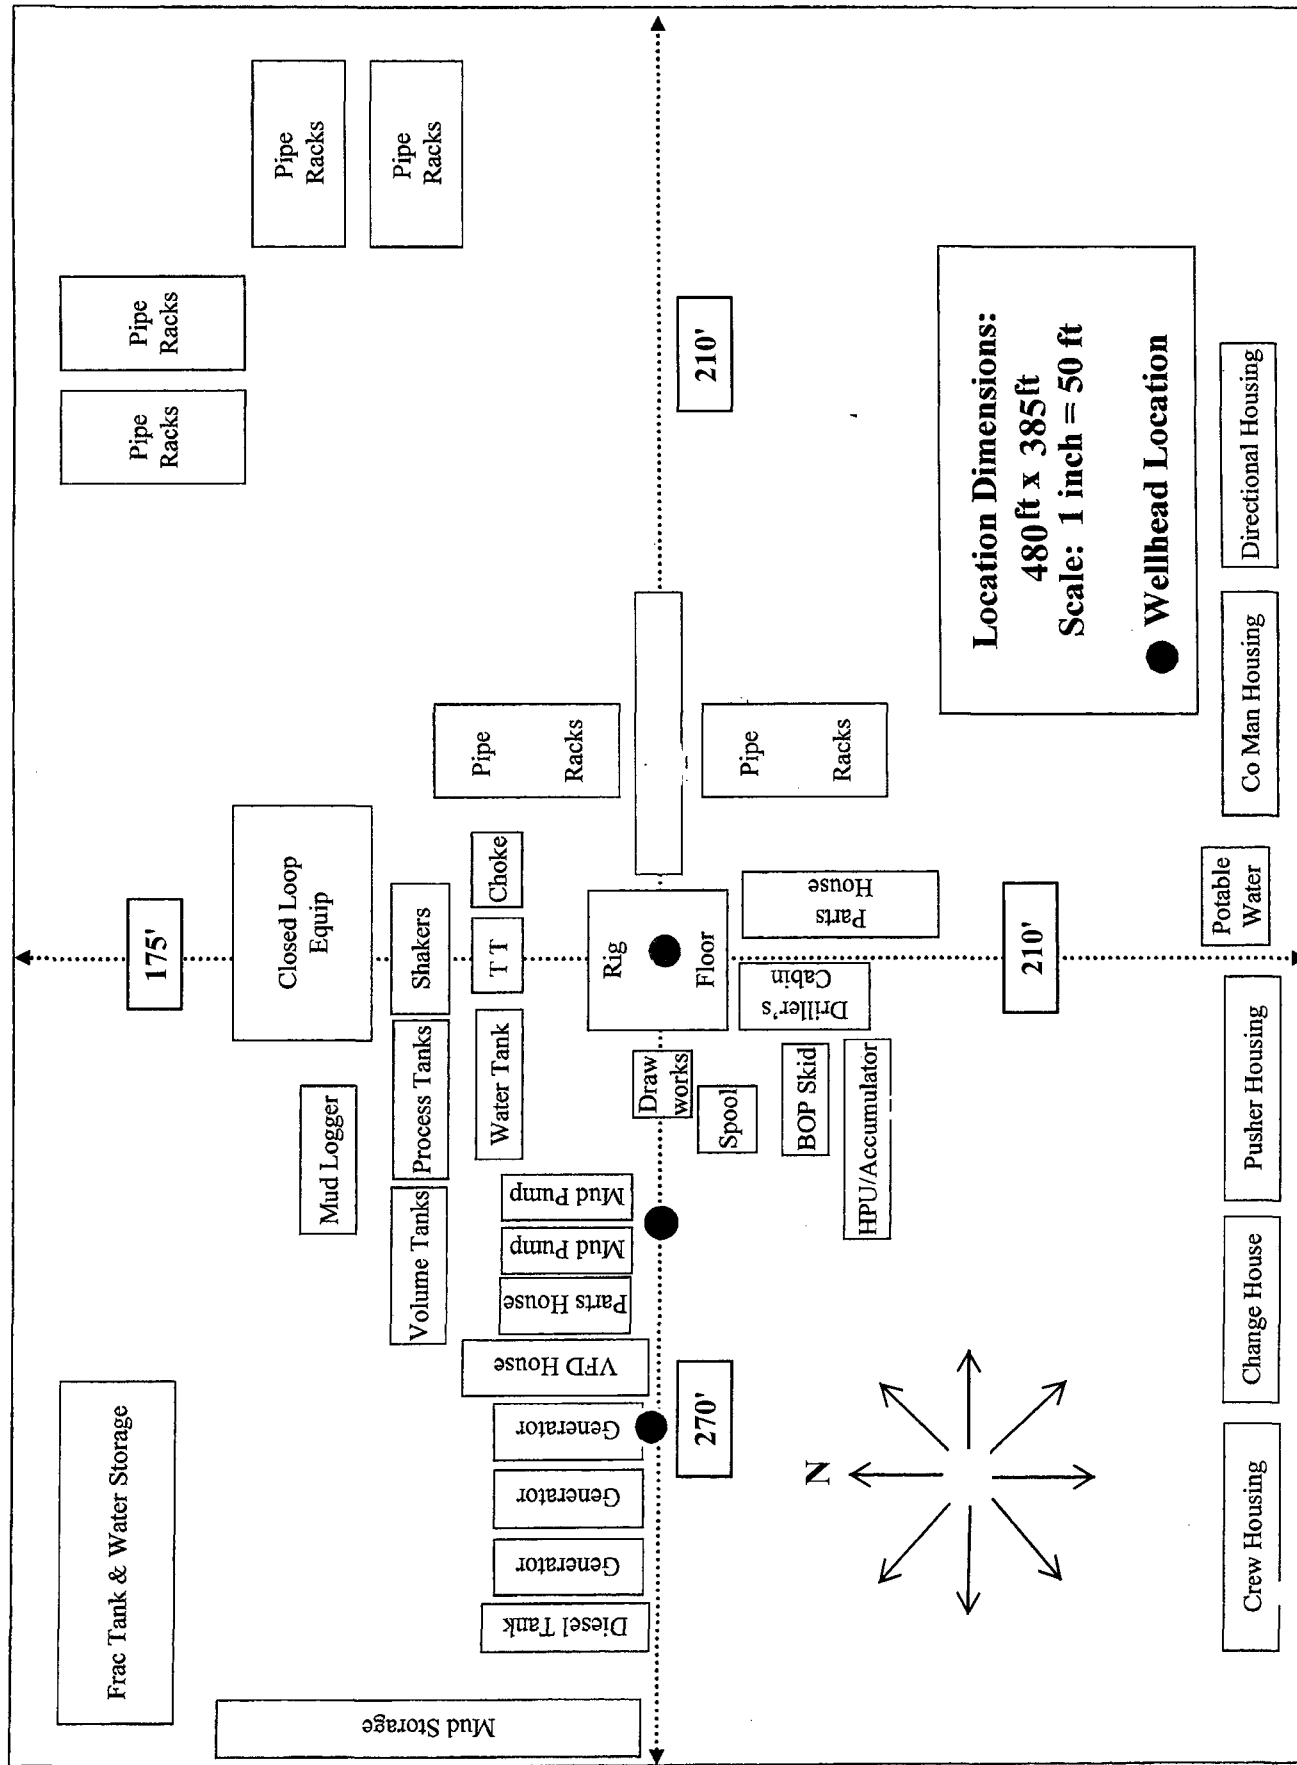 Frac Tank & Water Storage
Mud Storage
Diesel Tank
Generator
Generator
Generator
VFD House
Parts House
Mud Pump
Mud Pump
Volume Tanks
Process Tanks
Shakers
Mud Logger
Closed Loop
Equip
Water Tank
T T
Choke
175'
Pipe
Racks
Pipe
Racks
Pipe
Racks
Pipe
Racks
Pipe
Racks
Pipe
Racks
Rig
Floor
Draw
works
Spool
BOP Skid
HPU/Accumulator
Driller's
Cabin
Parts
House
270'
210'
210'
N
Location Dimensions:
480ft x 385ft
Scale: 1 inch = 50 ft
Wellhead Location
Crew Housing
Change House
Pusher Housing
Potable
Water
Co Man Housing
Directional Housing